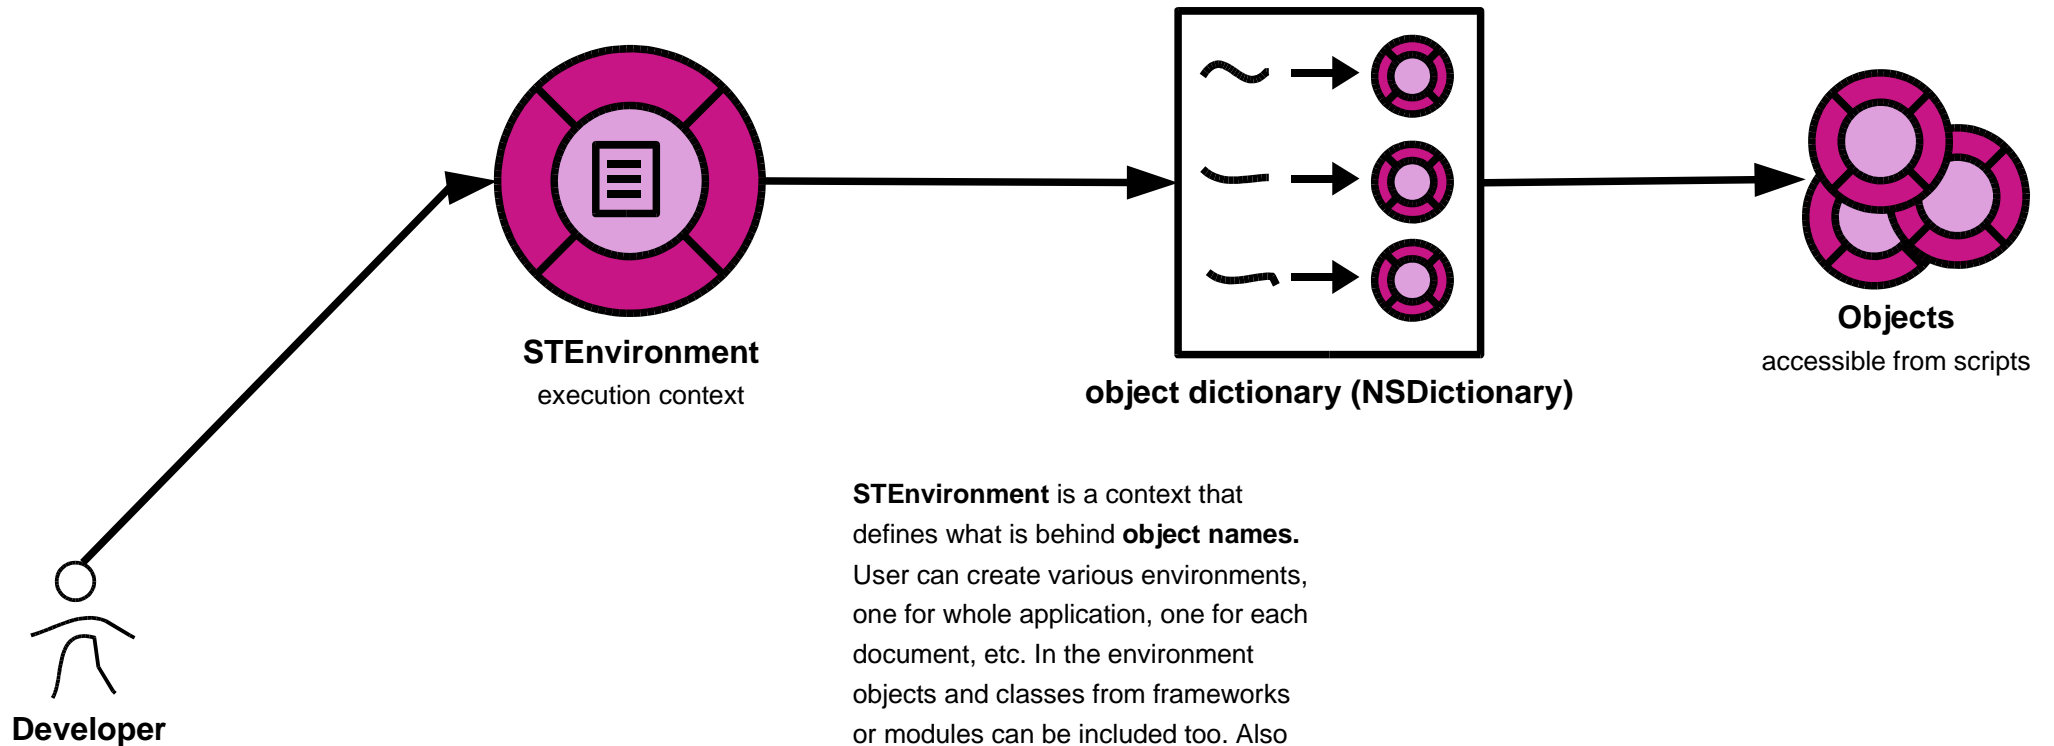 STEnvironment
execution context
object dictionary (NSDictionary)
Objects
accessible from scripts
STEnvironment is a context that
defines what is behind object names.
User can create various environments,
one for whole application, one for each
document, etc. In the environment
objects and classes from frameworks
or modules can be included too. Also
Developer